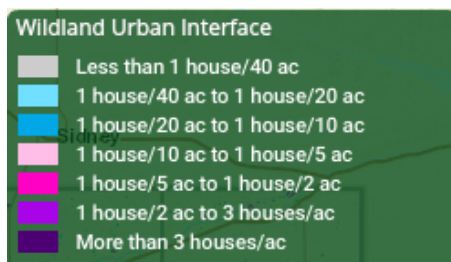 Wildland Urban Interface
Less than 1 house/40 ac
1 house/40 ac to 1 house/20 ac
1 house/20 ac to 1 house/10 ac
Sidney
1 house/10 ac to 1 house/5 ac
1 house/5 ac to 1 house/2 ac
1 house/2 ac to 3 houses/ac
More than 3 houses/ac